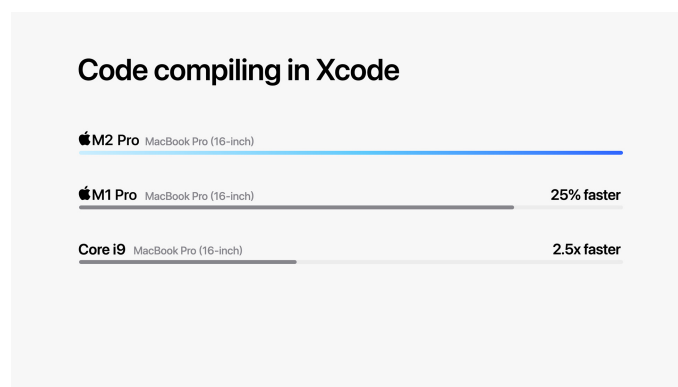 Code compiling in Xcode
M2 Pro MacBook Pro (16-inch)
M1 Pro MacBook Pro (16-inch) 25% faster
Core i9 MacBook Pro (16-inch) 2.5x faster